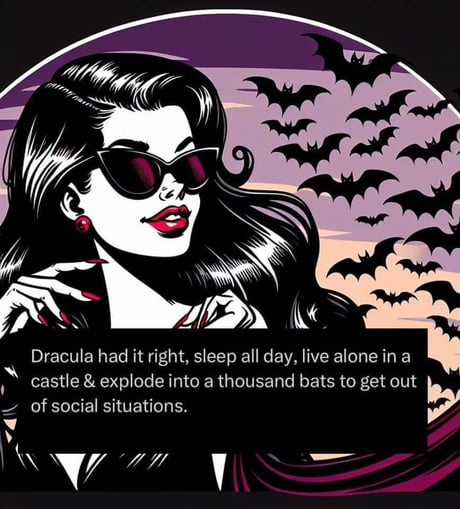 Dracula had it right, sleep all day, live alone in a
castle & explode into a thousand bats to get out
of social situations.